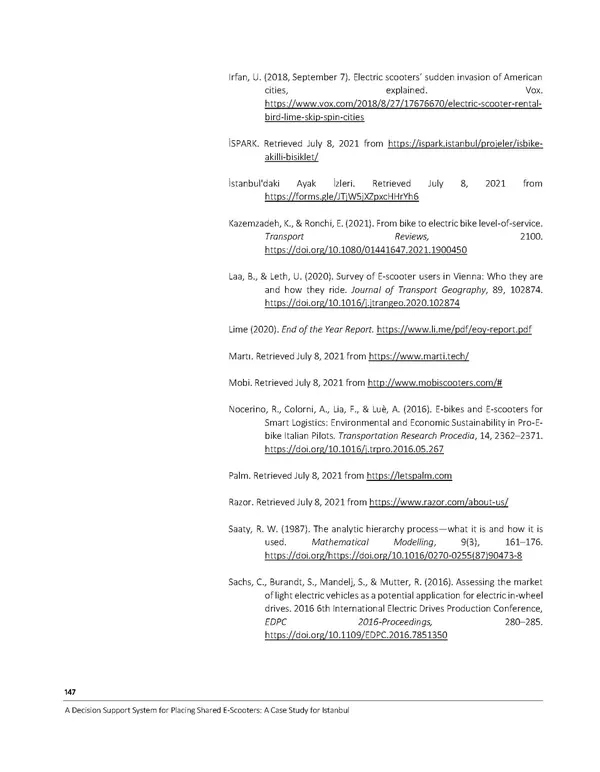 Irfan, U. (2018, September 7). Electric scooters' sudden invasion of American
cities, explained. Vox.
https://www.vox.com/2018/8/27/17676670/electric-scooter-rental-
bird-lime-skip-spin-cities
İSPARK. Retrieved July 8, 2021 from https://ispark.istanbul/projeler/isbike-
akilli-bisiklet/
İstanbul'daki Ayak İzleri. Retrieved July 8, 2021 from
https://forms.gle/JTjW5jXZpxcHHrYh6
Kazemzadeh, K., & Ronchi, E. (2021). From bike to electric bike level-of-service.
Transport Reviews, 2100.
https://doi.org/10.1080/01441647.2021.1900450
Laa, B., & Leth, U. (2020). Survey of E-scooter users in Vienna: Who they are
and how they ride. Journal of Transport Geography, 89, 102874.
https://doi.org/10.1016/j.jtrangeo.2020.102874
Lime (2020). End of the Year Report. https://www.li.me/pdf/eoy-report.pdf
Martı. Retrieved July 8, 2021 from https://www.marti.tech/
Mobi. Retrieved July 8, 2021 from http://www.mobiscooters.com/#
Nocerino, R., Colorni, A., Lia, F., & Luè, A. (2016). E-bikes and E-scooters for
Smart Logistics: Environmental and Economic Sustainability in Pro-E-
bike Italian Pilots. Transportation Research Procedia, 14, 2362–2371.
https://doi.org/10.1016/j.trpro.2016.05.267
Palm. Retrieved July 8, 2021 from https://letspalm.com
Razor. Retrieved July 8, 2021 from https://www.razor.com/about-us/
Saaty, R. W. (1987). The analytic hierarchy process—what it is and how it is
used. Mathematical Modelling, 9(3), 161–176.
https://doi.org/https://doi.org/10.1016/0270-0255(87)90473-8
Sachs, C., Burandt, S., Mandelj, S., & Mutter, R. (2016). Assessing the market
of light electric vehicles as a potential application for electric in-wheel
drives. 2016 6th International Electric Drives Production Conference,
EDPC 2016-Proceedings, 280–285.
https://doi.org/10.1109/EDPC.2016.7851350
147
A Decision Support System for Placing Shared E-Scooters: A Case Study for Istanbul